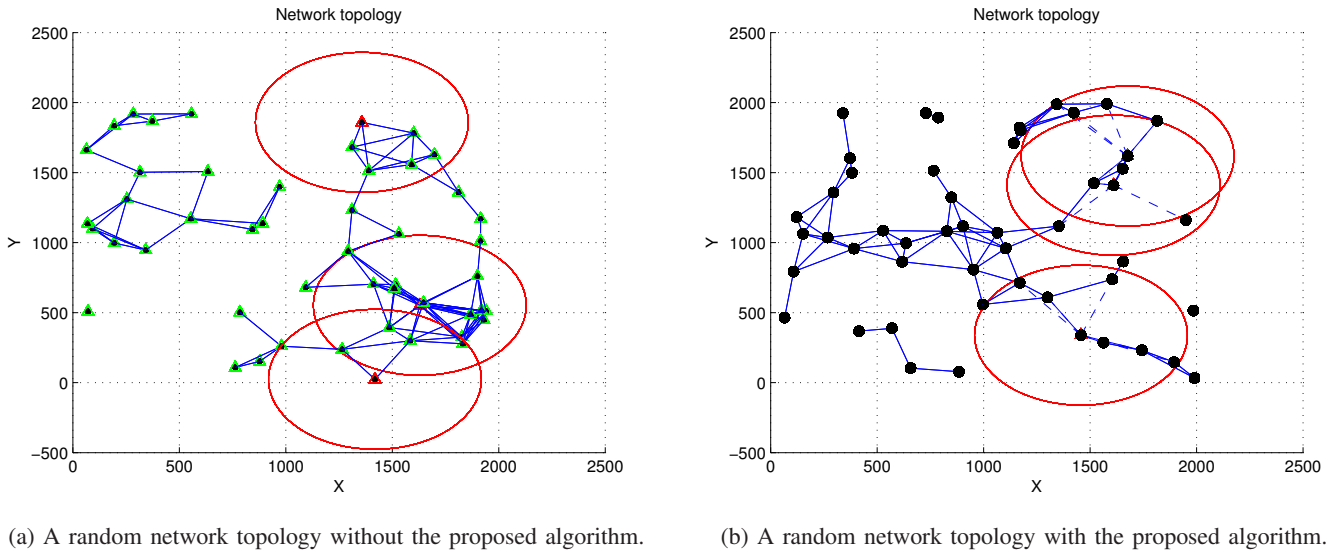 Network topology
2500
2000
1500
1000
500
0
−500
0 500 1000 1500 2000 2500
Y
X
(a) A random network topology without the proposed algorithm.
Network topology
2500
2000
1500
1000
500
0
−500
0 500 1000 1500 2000 2500
Y
X
(b) A random network topology with the proposed algorithm.